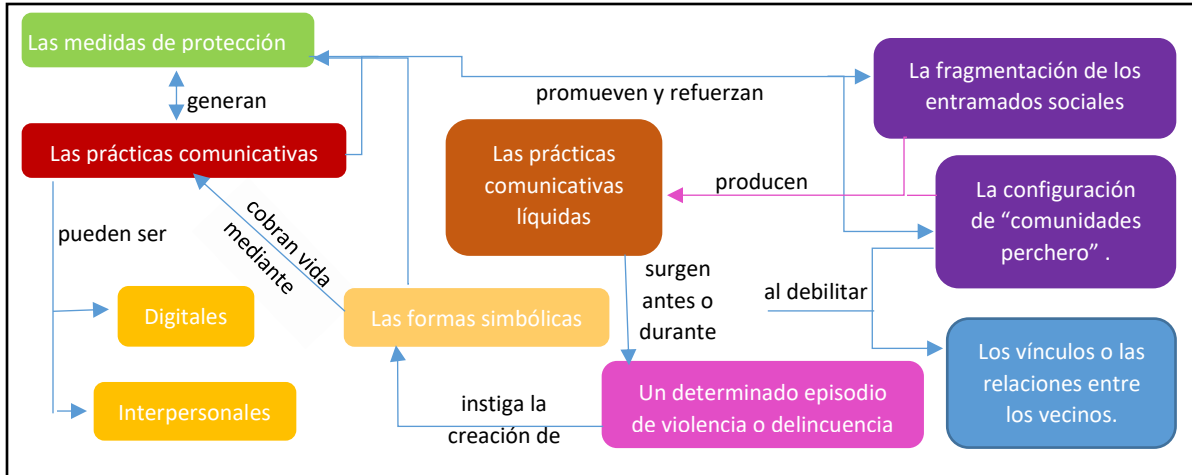 Las medidas de protección
generan
Las prácticas comunicativas
pueden ser
Digitales
Interpersonales
cobran vida
mediante
Las formas simbólicas
promueven y refuerzan
La fragmentación de los
entramados sociales
Las prácticas
comunicativas
líquidas
producen
La configuración
de “comunidades
perchero” .
surgen
antes o
durante
al debilitar
Los vínculos o las
relaciones entre
los vecinos.
Un determinado episodio
de violencia o delincuencia
instiga la
creación de